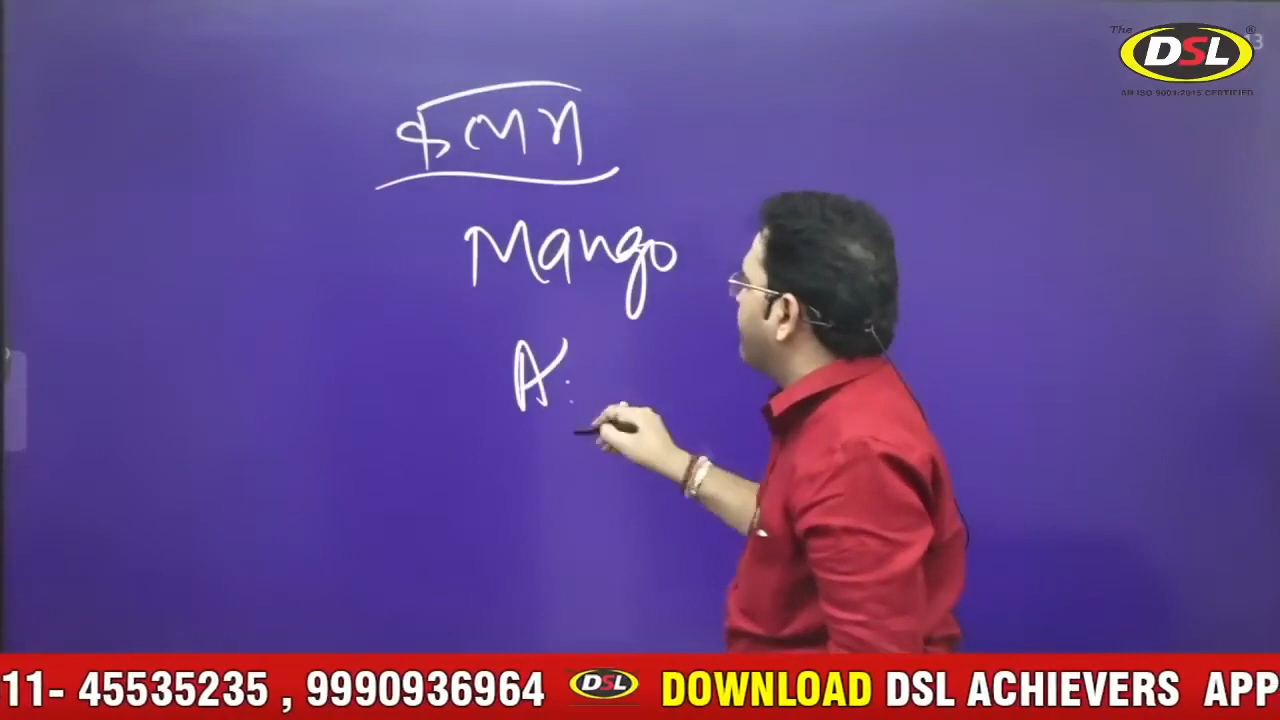 The DSL ®
AN ISO 9001:2015 CERTIFIED
कलम
Mango
A
11- 45535235 , 9990936964 DSL DOWNLOAD DSL ACHIEVERS APP